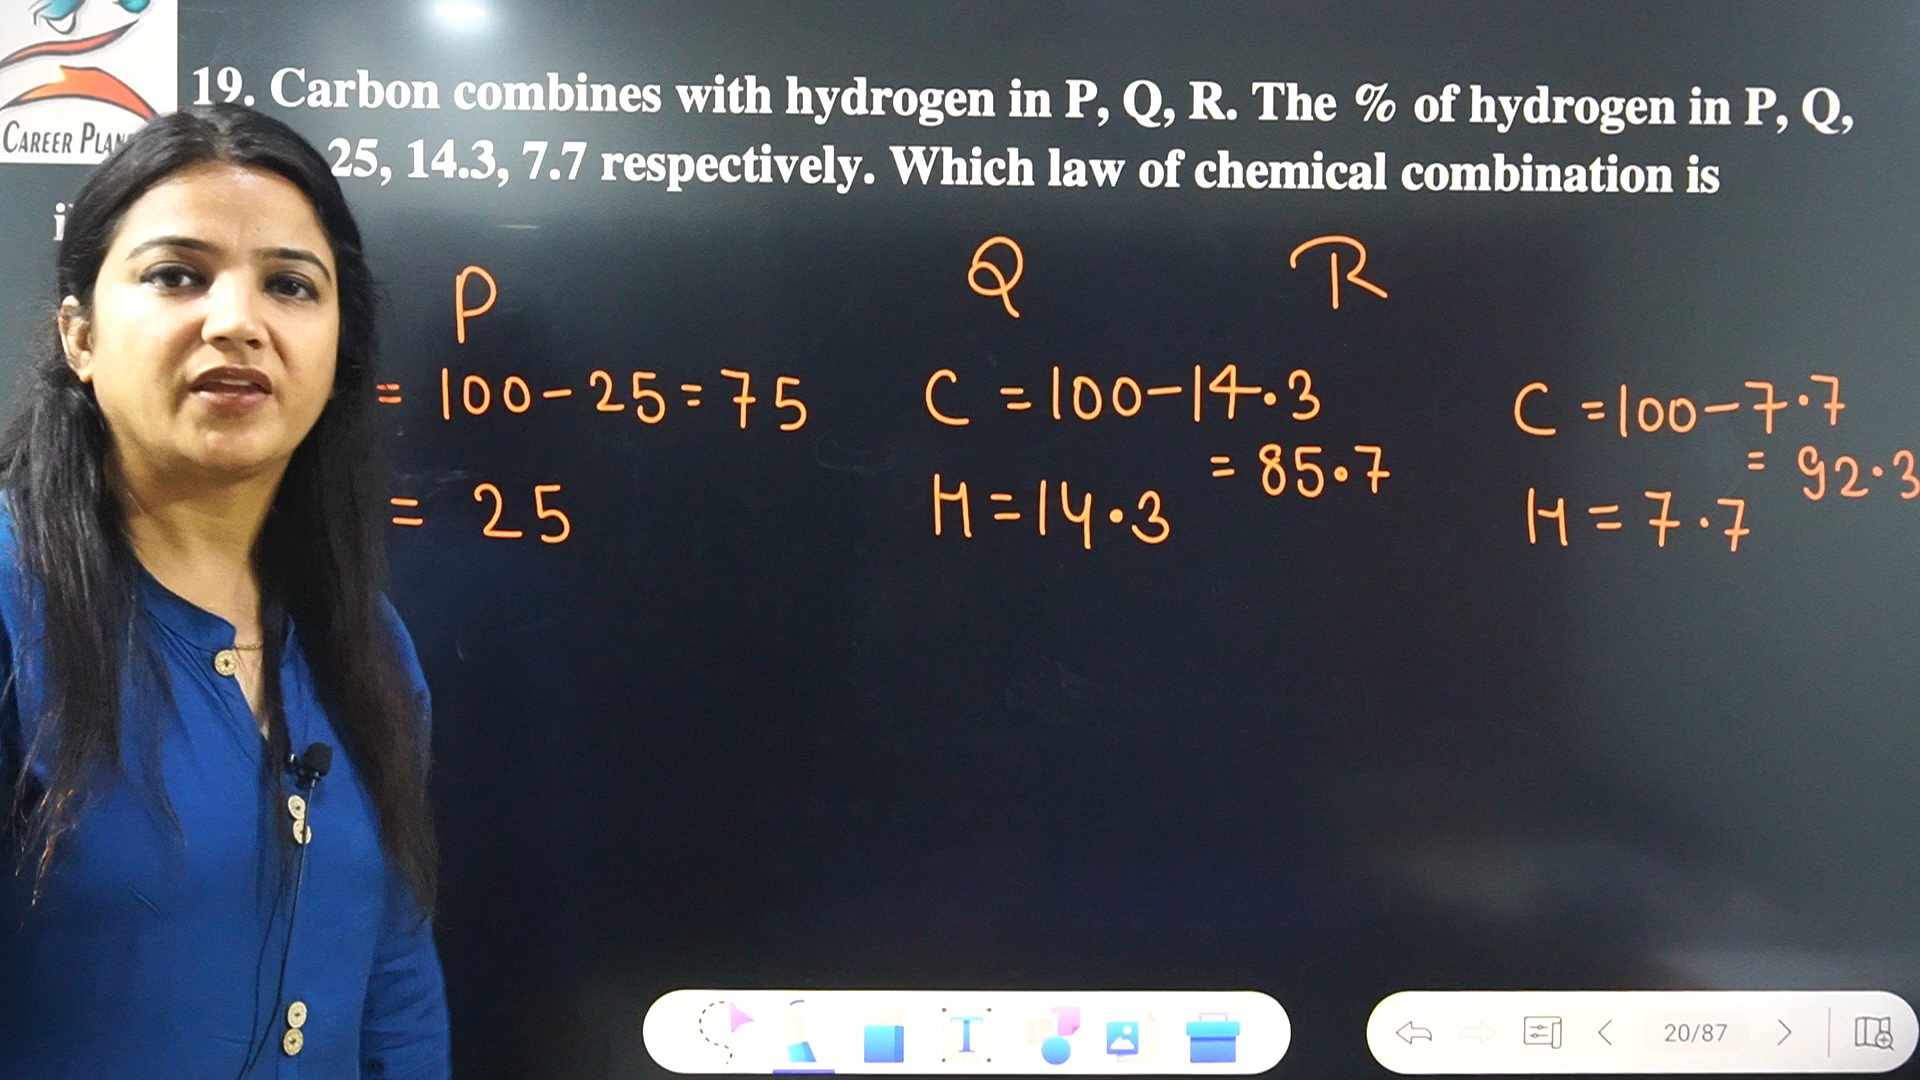 CAREER PLAN
19. Carbon combines with hydrogen in P, Q, R. The % of hydrogen in P, Q,
25, 14.3, 7.7 respectively. Which law of chemical combination is
P Q R
= 100-25=75 C = 100-14.3 C =100-7.7
= 85.7 = 92.3
= 25 H=14.3 H = 7.7
T
20/87